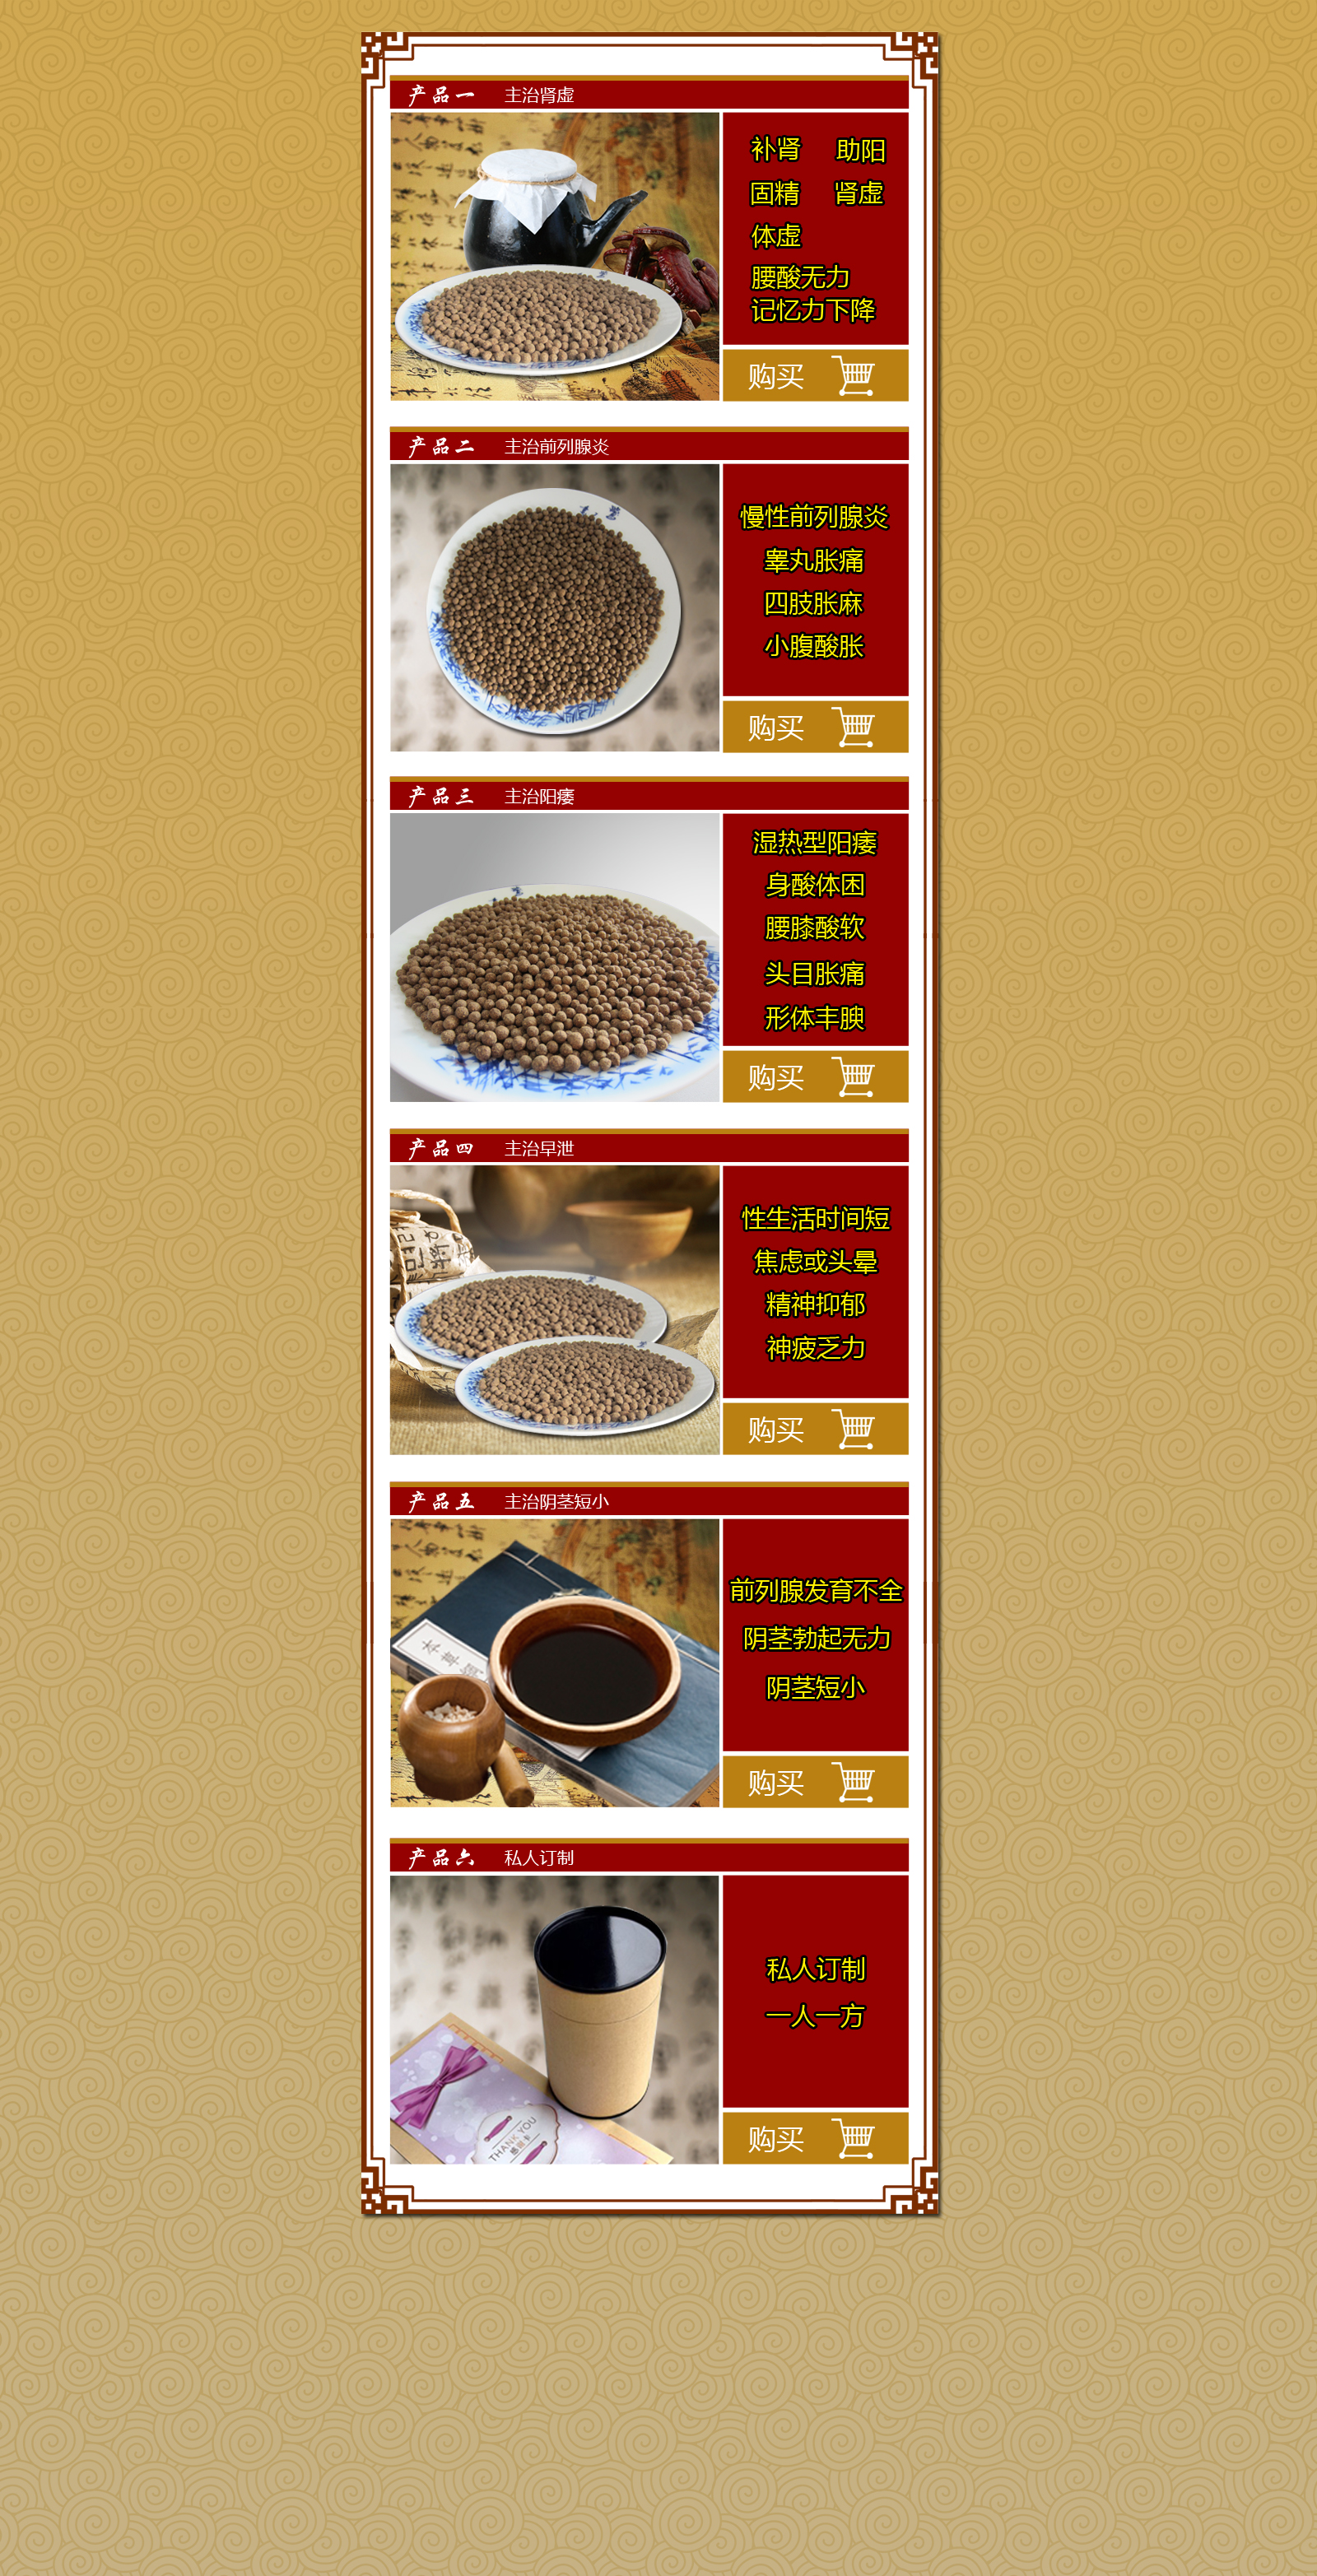 产品一 主治肾虚
补肾 助阳
固精 肾虚
体虚
腰酸无力
记忆力下降
购买
产品二 主治前列腺炎
慢性前列腺炎
睾丸胀痛
四肢胀麻
小腹酸胀
购买
产品三 主治阳痿
湿热型阳痿
身酸体困
腰膝酸软
头目胀痛
形体丰腴
购买
产品四 主治早泄
性生活时间短
焦虑或头晕
精神抑郁
神疲乏力
购买
产品五 主治阴茎短小
前列腺发育不全
阴茎勃起无力
阴茎短小
购买
产品六 私人订制
私人订制
一人一方
THANK YOU
购买